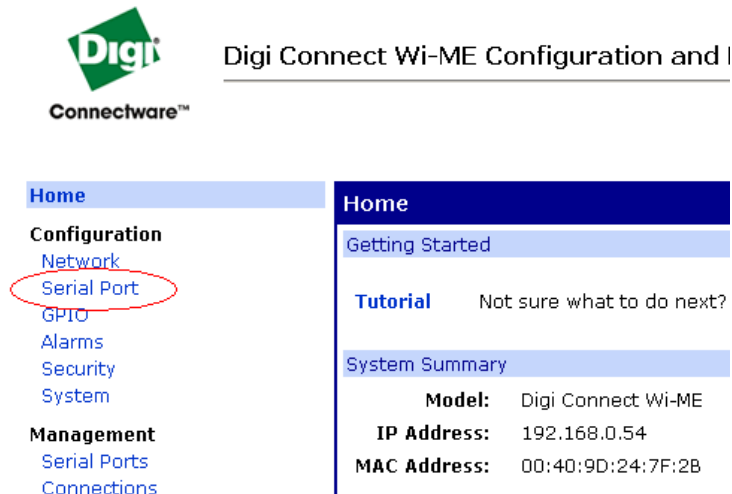 Digi
Connectware™
Digi Connect Wi-ME Configuration and
Home
Configuration
Network
Serial Port
GPIO
Alarms
Security
System
Management
Serial Ports
Connections
Home
Getting Started
Tutorial Not sure what to do next?
System Summary
Model: Digi Connect Wi-ME
IP Address: 192.168.0.54
MAC Address: 00:40:9D:24:7F:2B